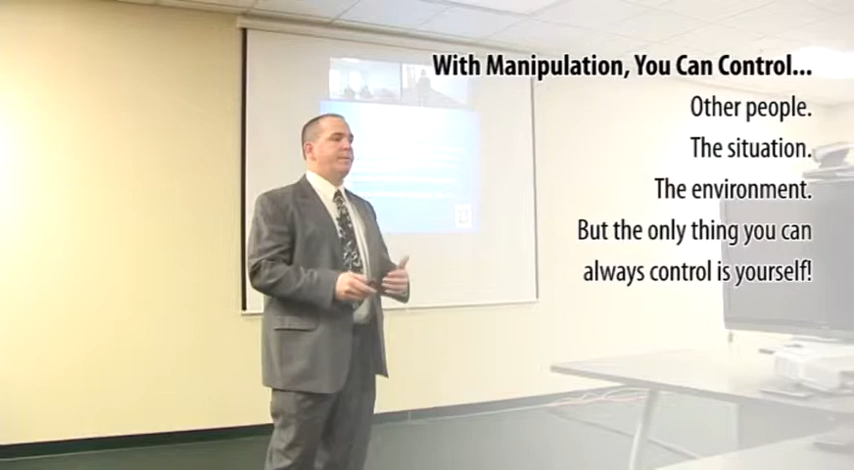 With Manipulation, You Can Control...
Other people.
The situation.
The environment.
But the only thing you can
always control is yourself!